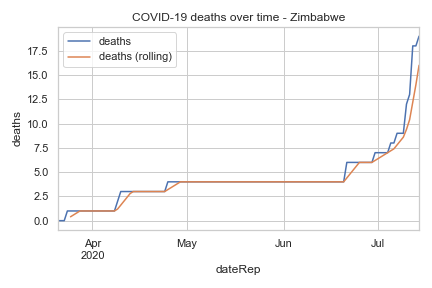 COVID-19 deaths over time - Zimbabwe
deaths
deaths (rolling)
deaths
17.5
15.0
12.5
10.0
7.5
5.0
2.5
0.0
Apr
2020
May
Jun
Jul
dateRep